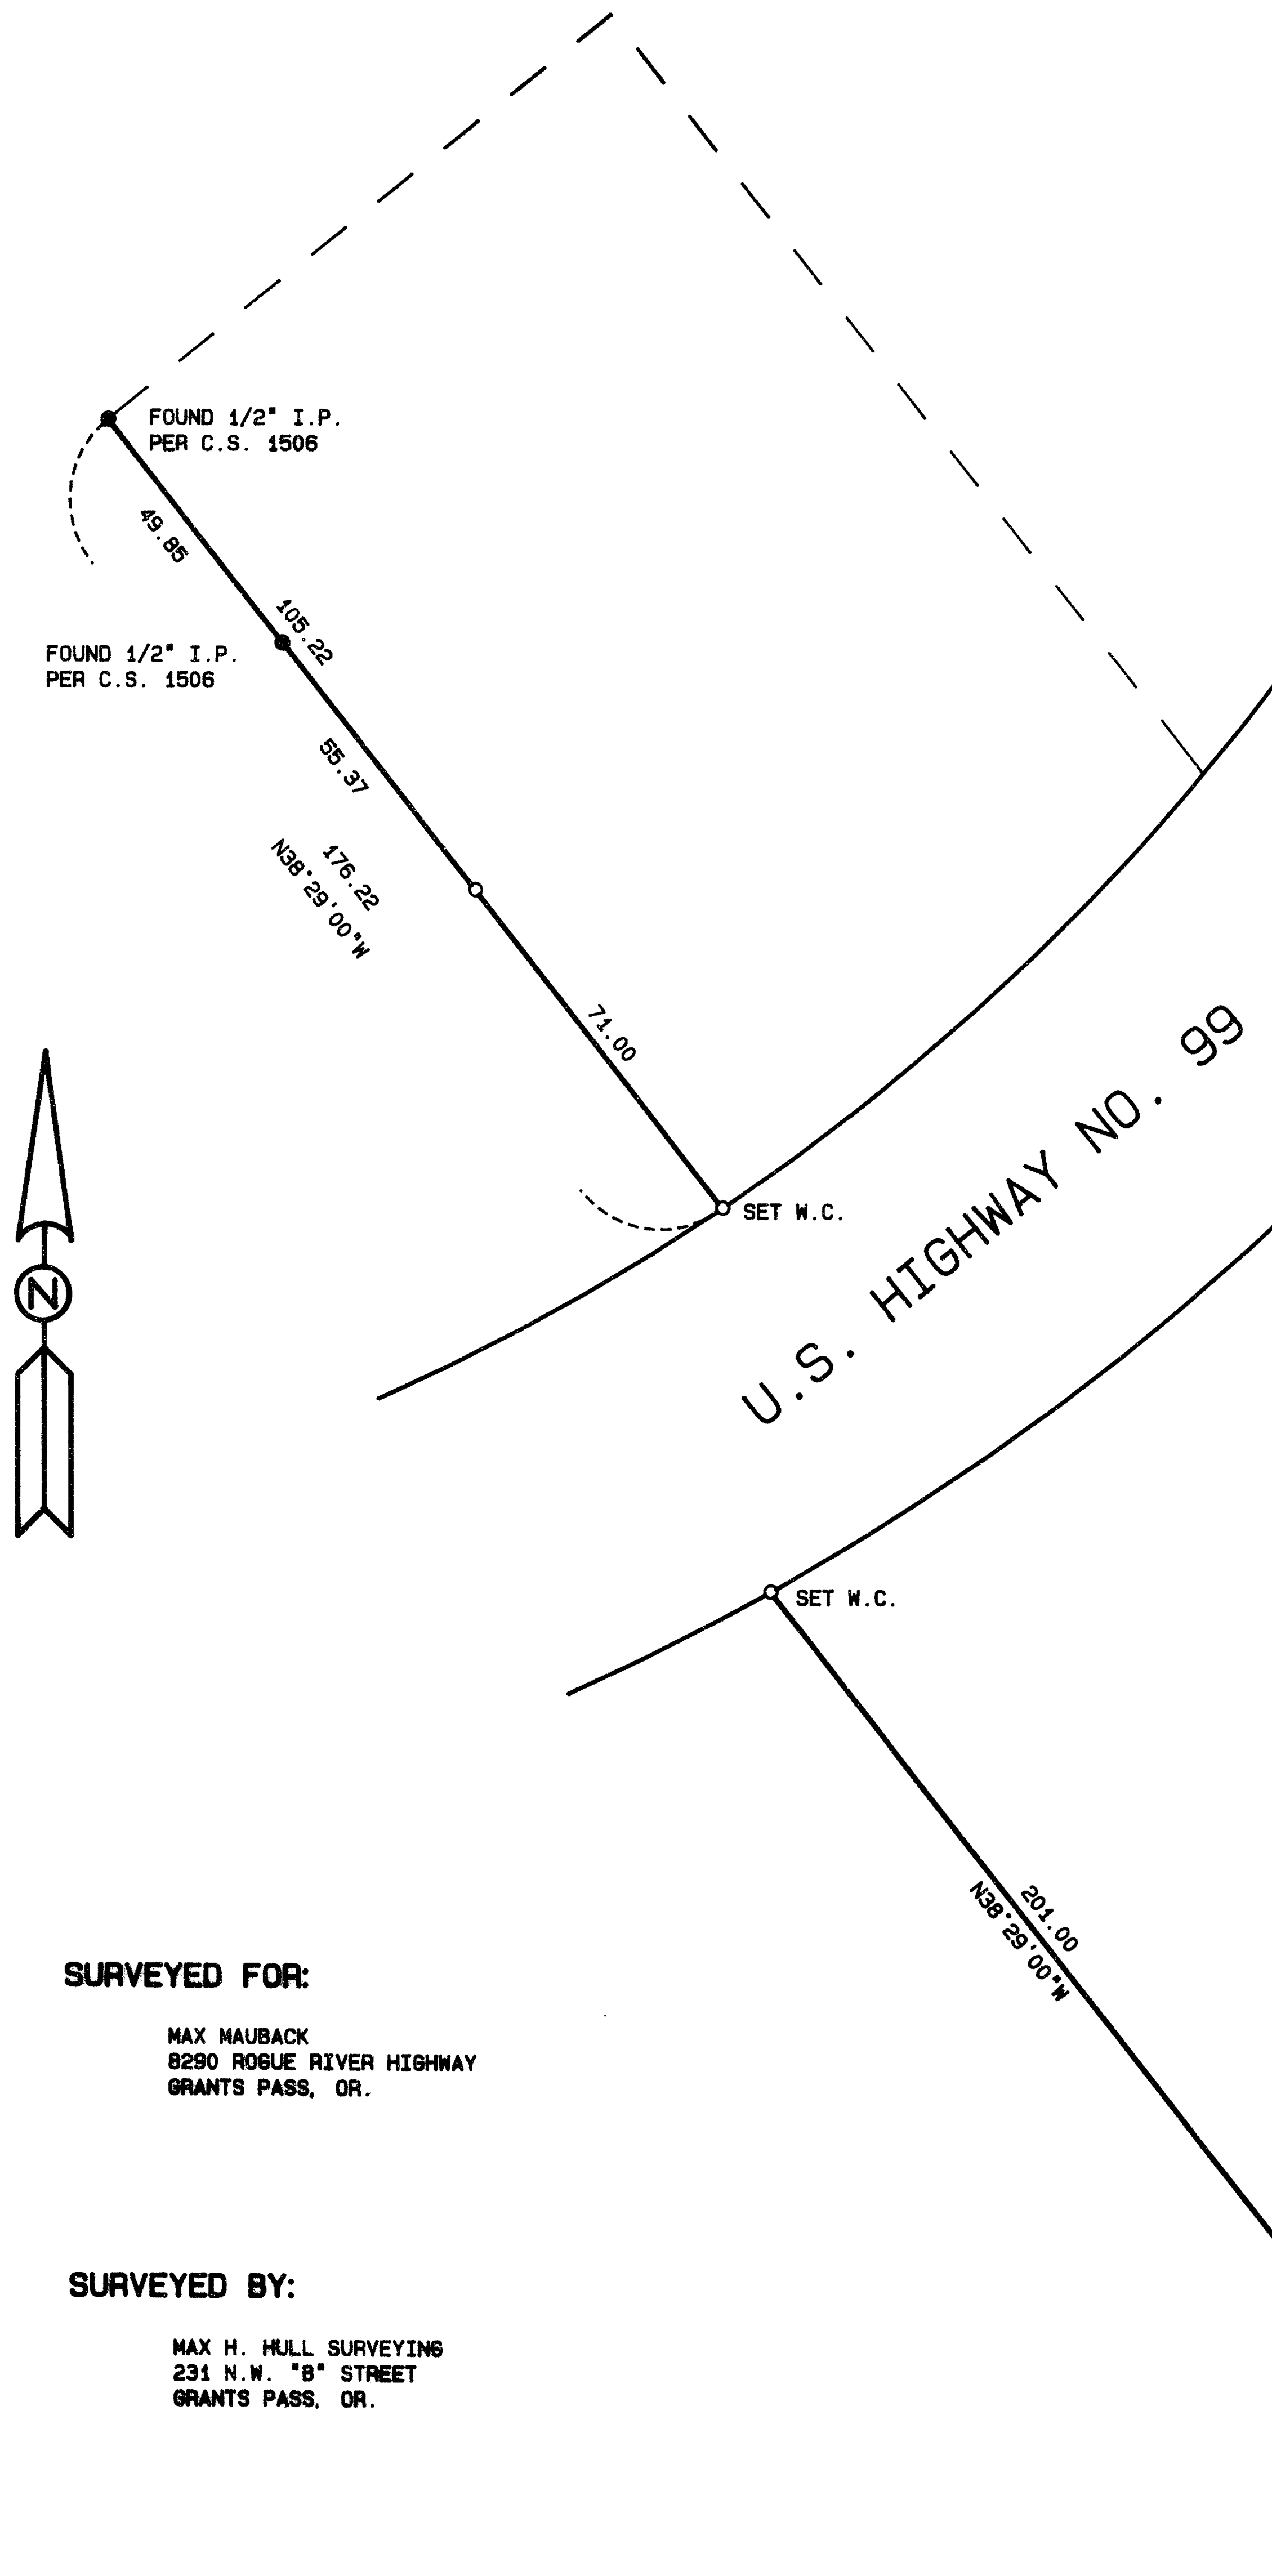 FOUND 1/2" I.P.
PER C.S. 1506
49.85
105.22
FOUND 1/2" I.P.
PER C.S. 1506
55.37
176.22
N38°29'00"W
71.00
U.S. HIGHWAY NO. 99
SET W.C.
N
SET W.C.
201.00
N38°29'00"W
SURVEYED FOR:
MAX MAUBACK
8290 ROGUE RIVER HIGHWAY
GRANTS PASS, OR.
SURVEYED BY:
MAX H. HULL SURVEYING
231 N.W. "B" STREET
GRANTS PASS, OR.